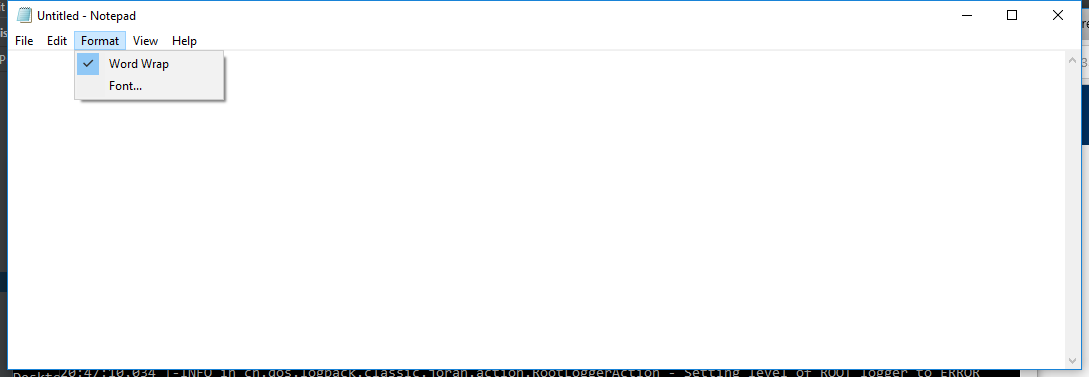 Untitled - Notepad
File Edit Format View Help
Word Wrap
Font...
20:47:10.034 |-INFO in ch.qos.logback.classic.joran.action.RootLoggerAction - Setting level of ROOT logger to ERROR